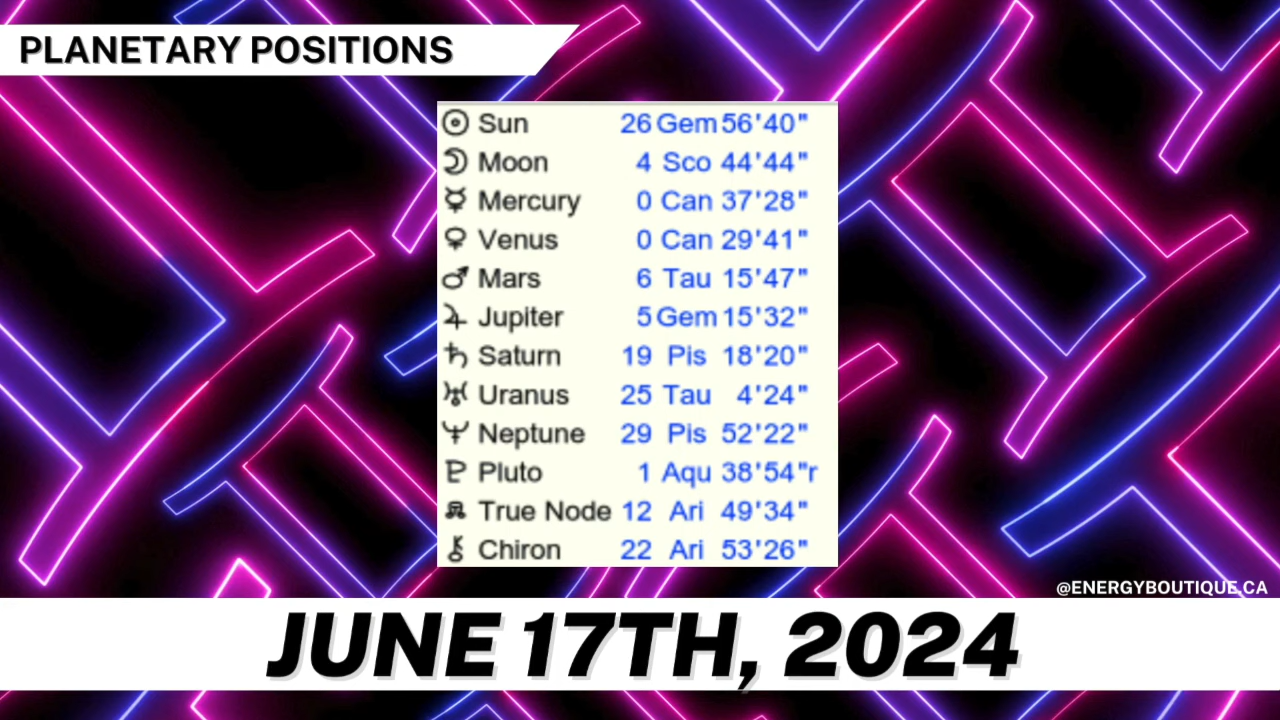 PLANETARY POSITIONS
Sun 26 Gem 56'40"
Moon 4 Sco 44'44"
Mercury 0 Can 37'28"
Venus 0 Can 29'41"
Mars 6 Tau 15'47"
Jupiter 5 Gem 15'32"
Saturn 19 Pis 18'20"
Uranus 25 Tau 4'24"
Neptune 29 Pis 52'22"
Pluto 1 Aqu 38'54"r
True Node 12 Ari 49'34"
Chiron 22 Ari 53'26"
@ENERGYBOUTIQUE.CA
JUNE 17TH, 2024